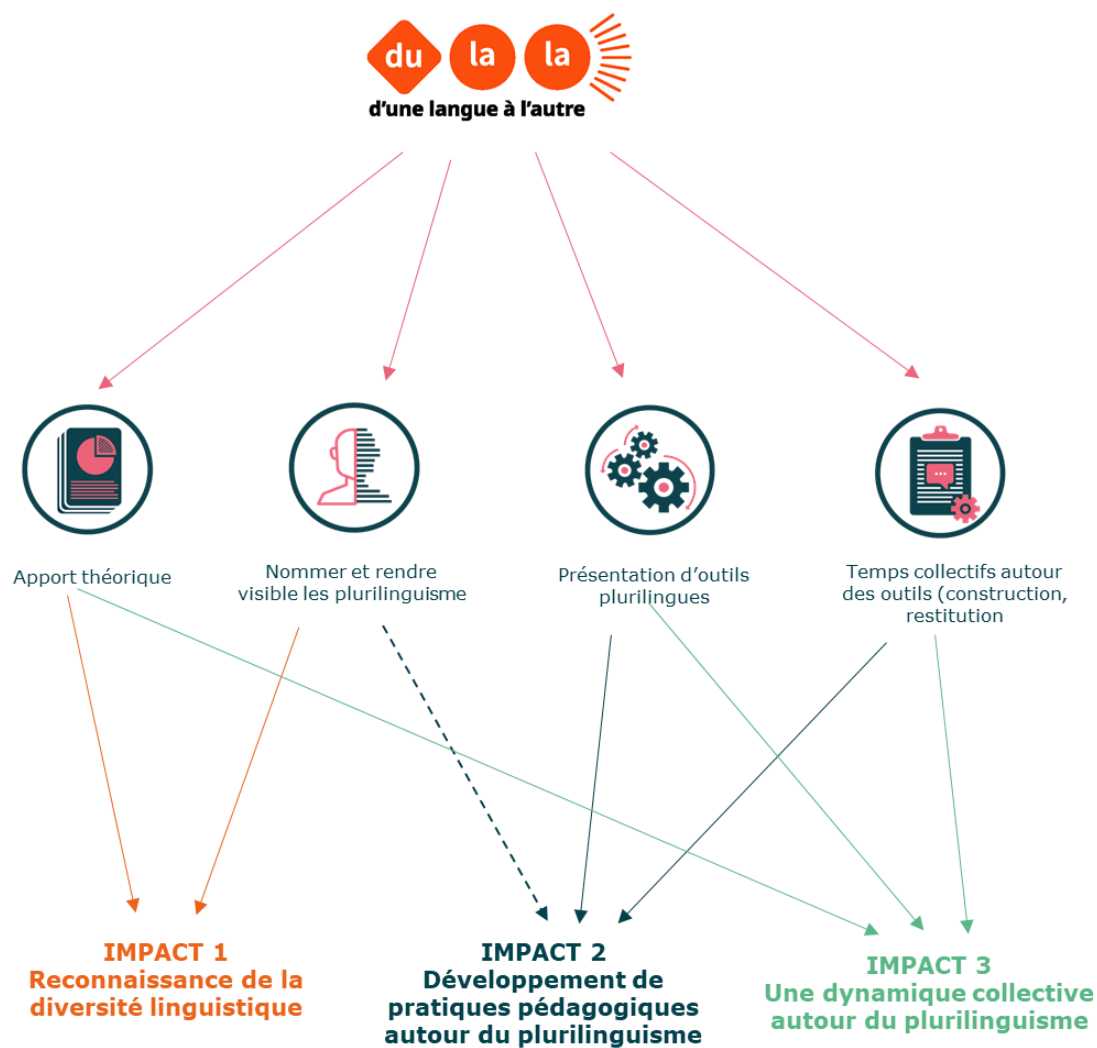 du la la
d'une langue à l'autre
Apport théorique
Nommer et rendre
visible les plurilinguisme
Présentation d'outils
plurilingues
Temps collectifs autour
des outils (construction,
restitution
IMPACT 1
Reconnaissance de la
diversité linguistique
IMPACT 2
Développement de
pratiques pédagogiques
autour du plurilinguisme
IMPACT 3
Une dynamique collective
autour du plurilinguisme